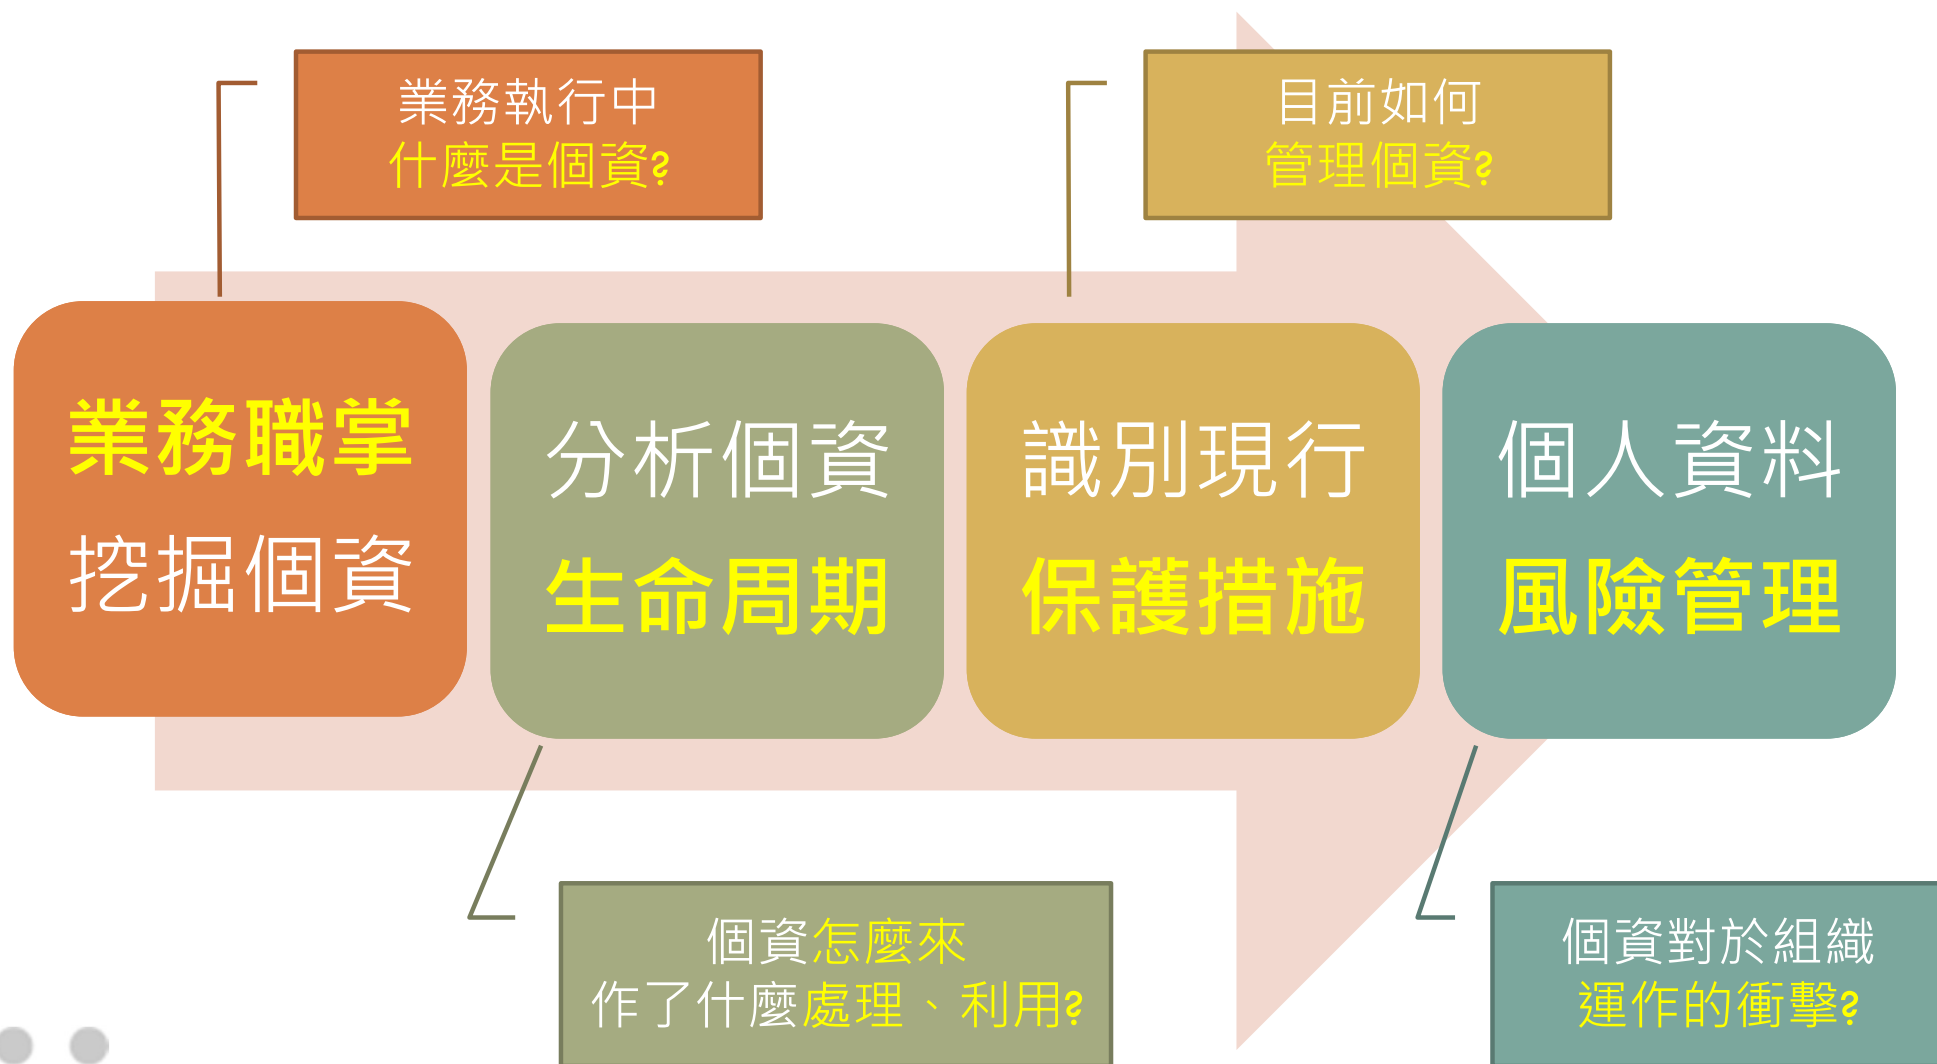 業務執行中
什麼是個資?
目前如何
管理個資?
業務職掌
挖掘個資
分析個資
生命周期
識別現行
保護措施
個人資料
風險管理
個資怎麼來
作了什麼處理、利用?
個資對於組織
運作的衝擊?